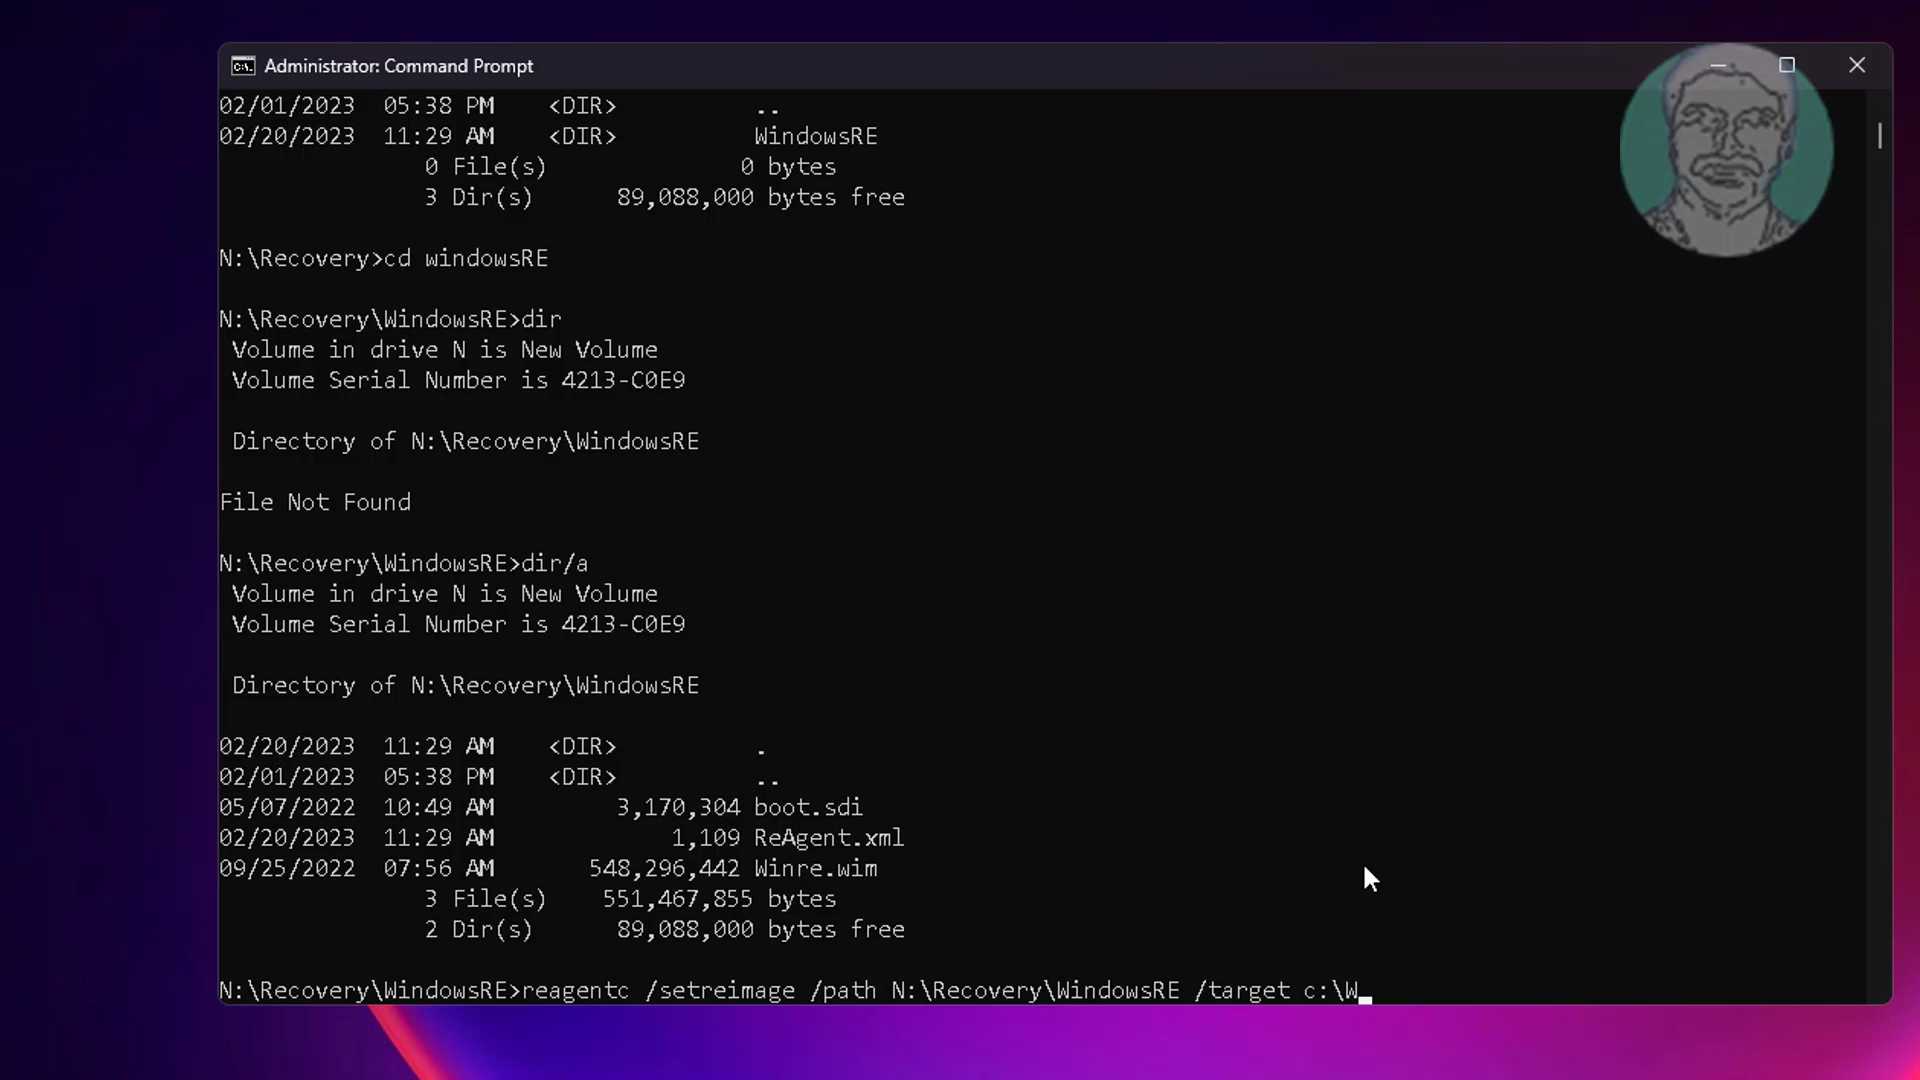 Administrator: Command Prompt
02/01/2023  05:38 PM    <DIR>          ..
02/20/2023  11:29 AM    <DIR>          WindowsRE
               0 File(s)              0 bytes
               3 Dir(s)      89,088,000 bytes free
N:\Recovery>cd windowsRE
N:\Recovery\WindowsRE>dir
 Volume in drive N is New Volume
 Volume Serial Number is 4213-C0E9
 Directory of N:\Recovery\WindowsRE
File Not Found
N:\Recovery\WindowsRE>dir/a
 Volume in drive N is New Volume
 Volume Serial Number is 4213-C0E9
 Directory of N:\Recovery\WindowsRE
02/20/2023  11:29 AM    <DIR>          .
02/01/2023  05:38 PM    <DIR>          ..
05/07/2022  10:49 AM         3,170,304 boot.sdi
02/20/2023  11:29 AM             1,109 ReAgent.xml
09/25/2022  07:56 AM       548,296,442 Winre.wim
               3 File(s)    551,467,855 bytes
               2 Dir(s)      89,088,000 bytes free
N:\Recovery\WindowsRE>reagentc /setreimage /path N:\Recovery\WindowsRE /target c:\W